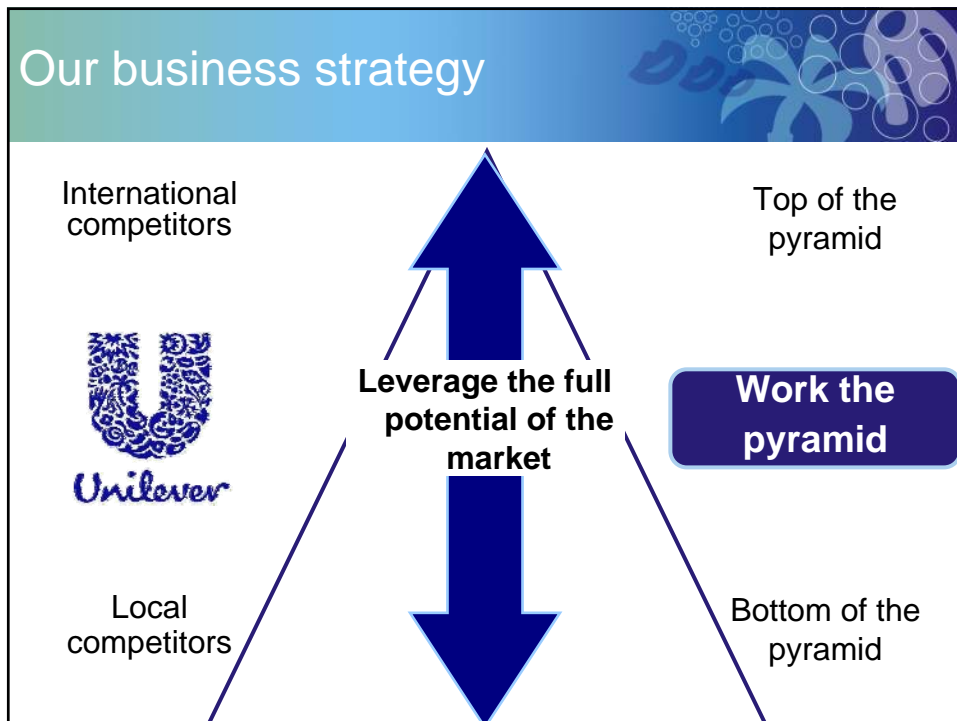 Our business strategy
International
competitors
Top of the
pyramid
Leverage the full
potential of the
market
Work the
pyramid
Unilever
Local
competitors
Bottom of the
pyramid